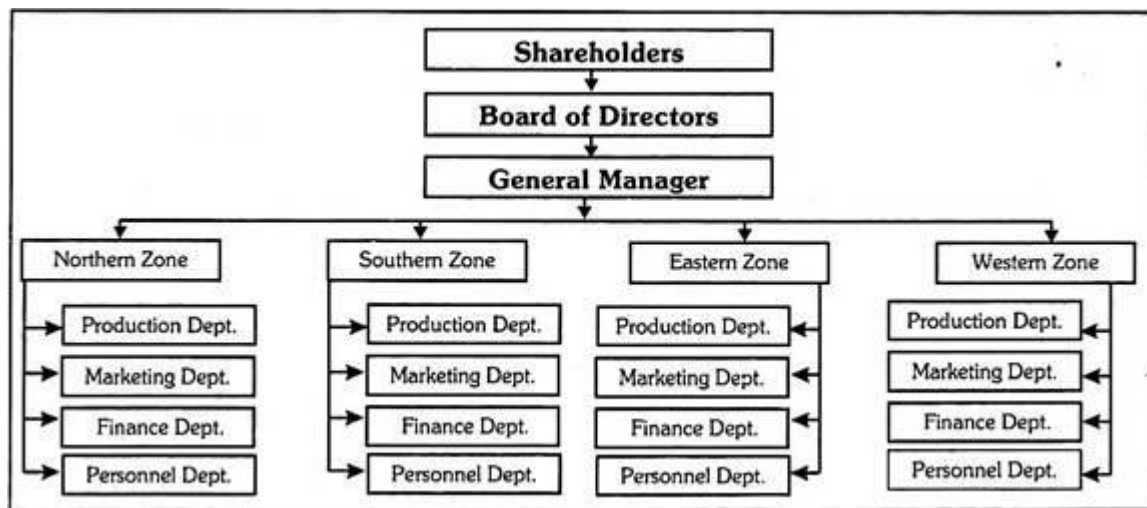 Shareholders
Board of Directors
General Manager
Northern Zone
Southern Zone
Eastern Zone
Western Zone
Production Dept.
Marketing Dept.
Finance Dept.
Personnel Dept.
Production Dept.
Marketing Dept.
Finance Dept.
Personnel Dept.
Production Dept.
Marketing Dept.
Finance Dept.
Personnel Dept.
Production Dept.
Marketing Dept.
Finance Dept.
Personnel Dept.